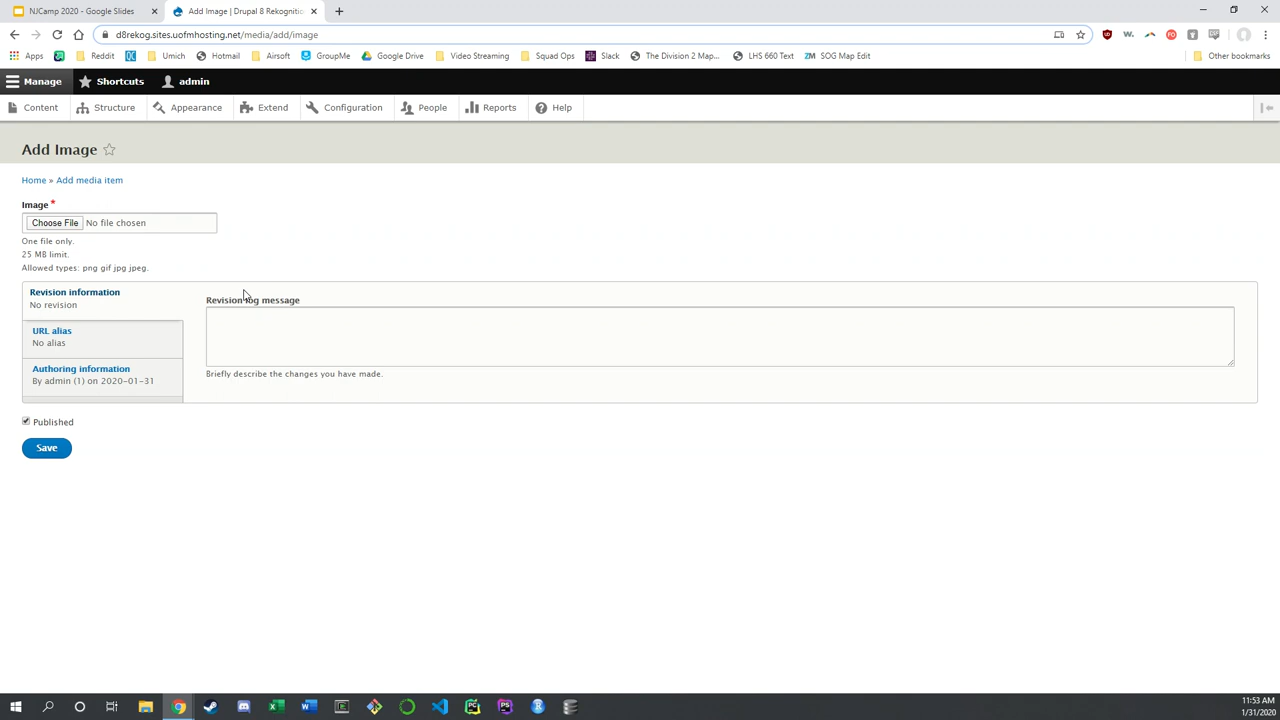 NJCamp 2020 - Google Slides
Add Image | Drupal 8 Rekognitio
d8rekog.sites.uofmhosting.net/media/add/image
Apps Reddit Umich Hotmail Airsoft GroupMe Google Drive Video Streaming Squad Ops Slack The Division 2 Map... LHS 660 Text SOG Map Edit Other bookmarks
Manage Shortcuts admin
Content Structure Appearance Extend Configuration People Reports Help
Add Image
Home » Add media item
Image *
Choose File No file chosen
One file only.
25 MB limit.
Allowed types: png gif jpg jpeg.
Revision information
No revision
URL alias
No alias
Authoring information
By admin (1) on 2020-01-31
Revision log message
Briefly describe the changes you have made.
Published
Save
11:53 AM
1/31/2020